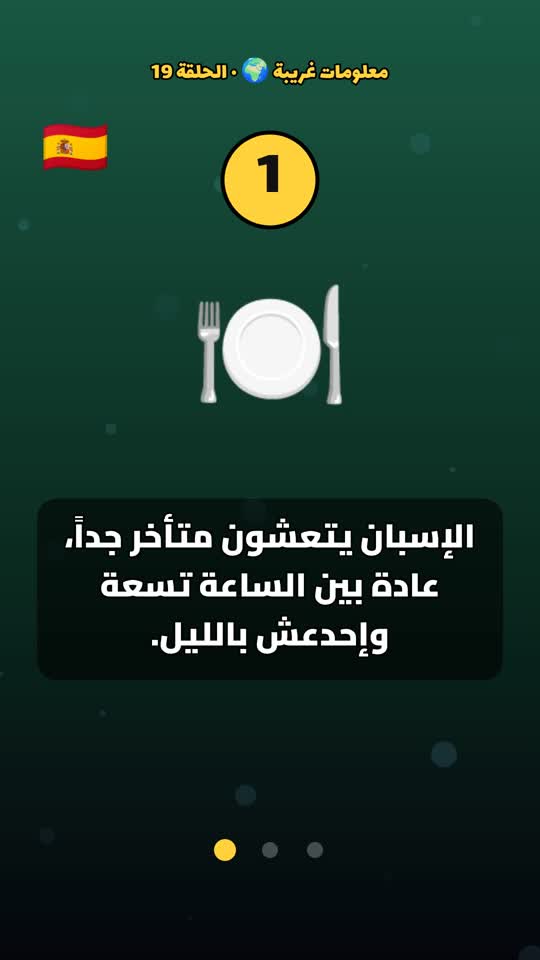 معلومات غريبة 🌍 • الحلقة 19
1
الإسبان يتعشون متأخر جداً،
عادة بين الساعة تسعة
وإحدعش بالليل.